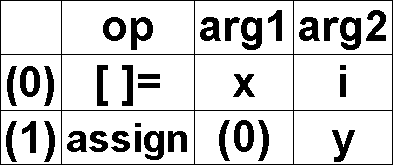 op arg1 arg2
(0) [ ]= x i
(1) assign (0) y